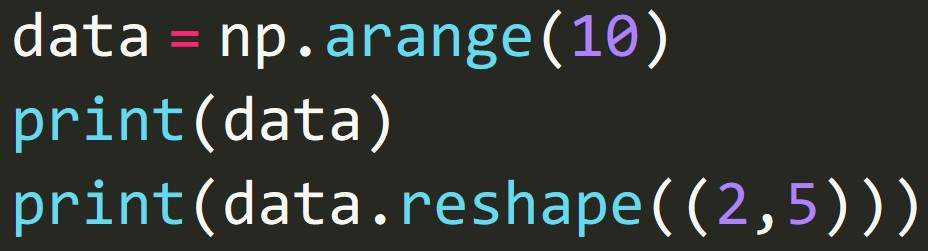 data = np.arange(10)
print(data)
print(data.reshape((2,5)))